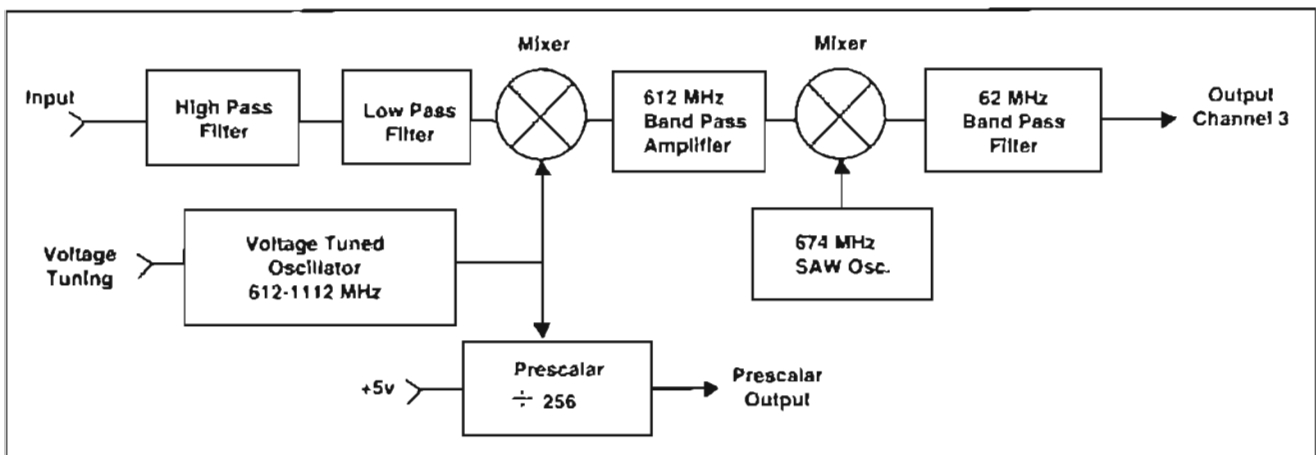 Mixer
Mixer
Input
High Pass
Filter
Low Pass
Filter
612 MHz
Band Pass
Amplifier
62 MHz
Band Pass
Filter
Output
Channel 3
Voltage
Tuning
Voltage Tuned
Oscillator
612-1112 MHz
674 MHz
SAW Osc.
+5v
Prescalar
÷ 256
Prescalar
Output